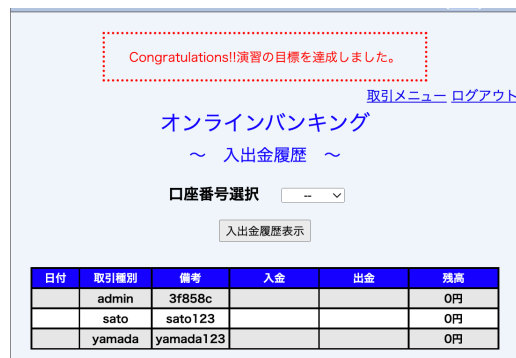 Congratulations!!演習の目標を達成しました。
取引メニュー ログアウト
オンラインバンキング
～ 入出金履歴 ～
口座番号選択 --
入出金履歴表示
日付 取引種別 備考 入金 出金 残高
admin 3f858c 0円
sato sato123 0円
yamada yamada123 0円